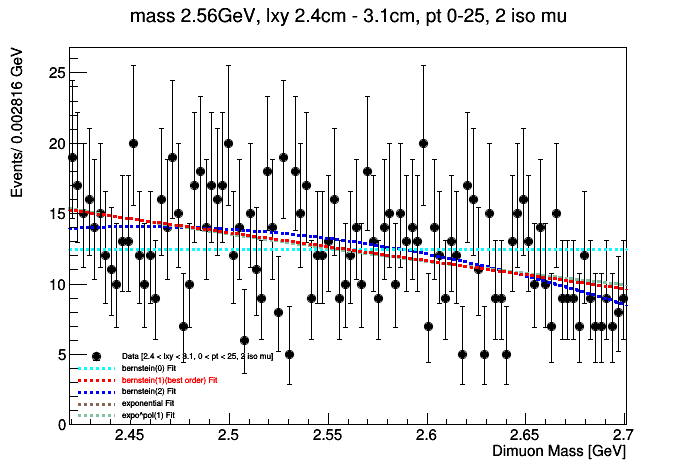 mass 2.56GeV, lxy 2.4cm - 3.1cm, pt 0-25, 2 iso mu
Events/ 0.002816 GeV
25
20
15
10
5
0
Data [2.4 < lxy < 3.1, 0 < pt < 25, 2 iso mu]
bernstein(0) Fit
bernstein(1)(best order) Fit
bernstein(2) Fit
exponential Fit
expo^pol(1) Fit
2.45 2.5 2.55 2.6 2.65 2.7
Dimuon Mass [GeV]